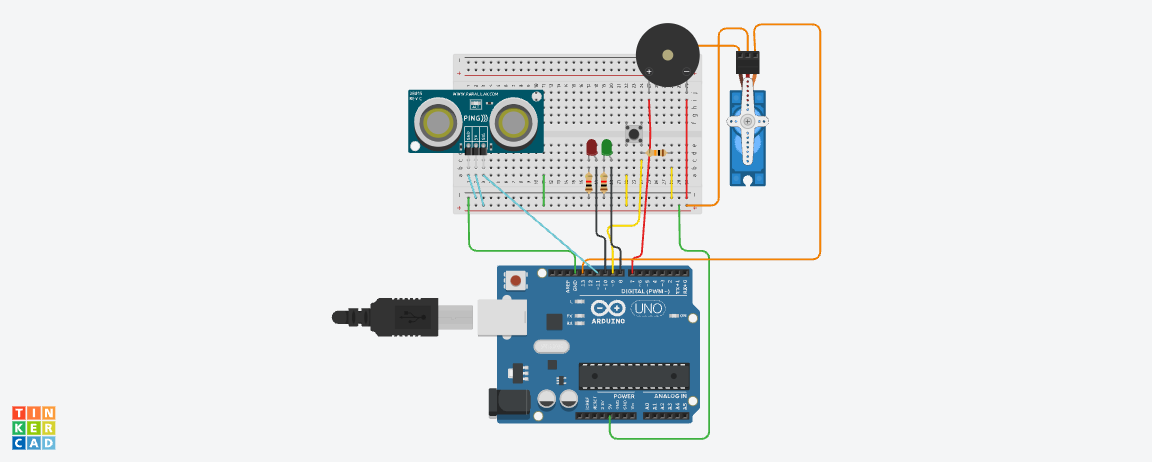 WWW.PARALLAX.COM
PING)))
GND
5V
SIG
AREF
GND
13
12
~11
~10
~9
8
7
~6
~5
4
~3
2
TX→1
RX←0
DIGITAL (PWM~)
L
TX
RX
UNO
ON
ARDUINO
POWER
ANALOG IN
IOREF
RESET
3.3V
5V
GND
GND
Vin
A0
A1
A2
A3
A4
A5
TIN
KER
CAD